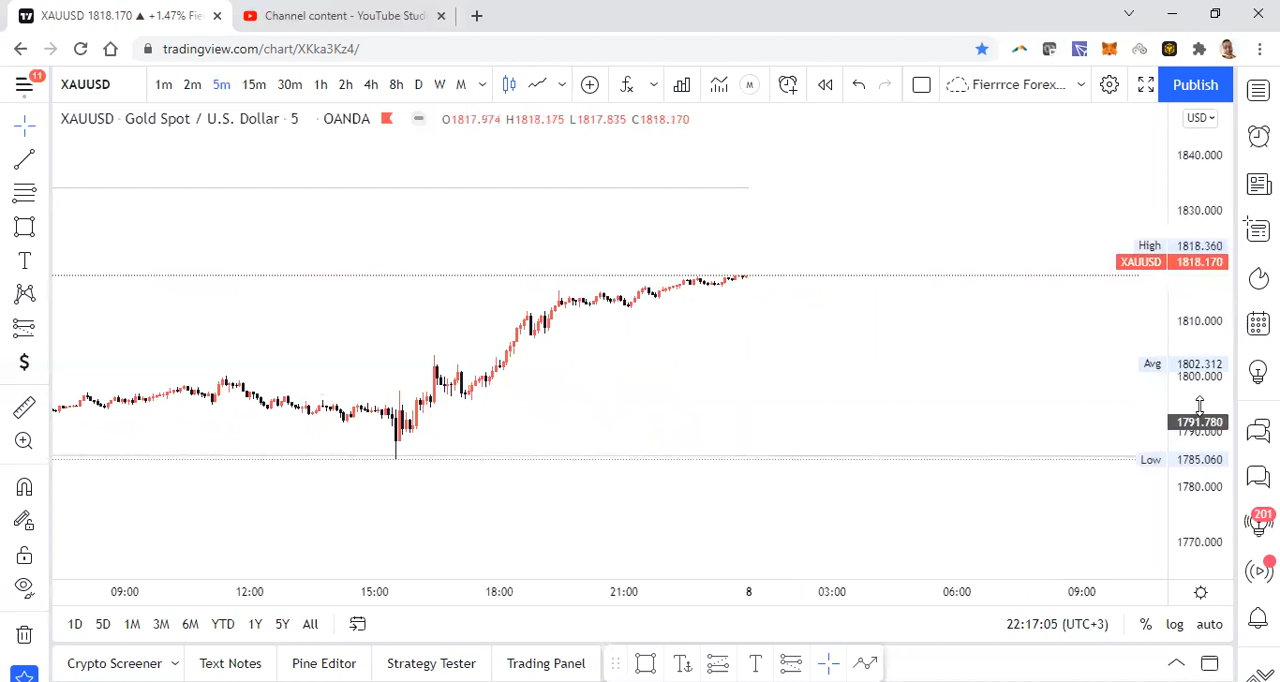 XAUUSD 1818.170 ▲ +1.47% Fie
Channel content - YouTube Stud
tradingview.com/chart/XKka3Kz4/
11
XAUUSD
1m 2m 5m 15m 30m 1h 2h 4h 8h D W M
M
Fierrrce Forex...
Publish
XAUUSD · Gold Spot / U.S. Dollar · 5 · OANDA
O1817.974 H1818.175 L1817.835 C1818.170
USD
1840.000
1830.000
High 1818.360
XAUUSD 1818.170
1810.000
Avg 1802.312
1800.000
1791.780
1790.000
Low 1785.060
1780.000
1770.000
201
09:00 12:00 15:00 18:00 21:00 8 03:00 06:00 09:00
1D 5D 1M 3M 6M YTD 1Y 5Y All
22:17:05 (UTC+3) % log auto
Crypto Screener Text Notes Pine Editor Strategy Tester Trading Panel